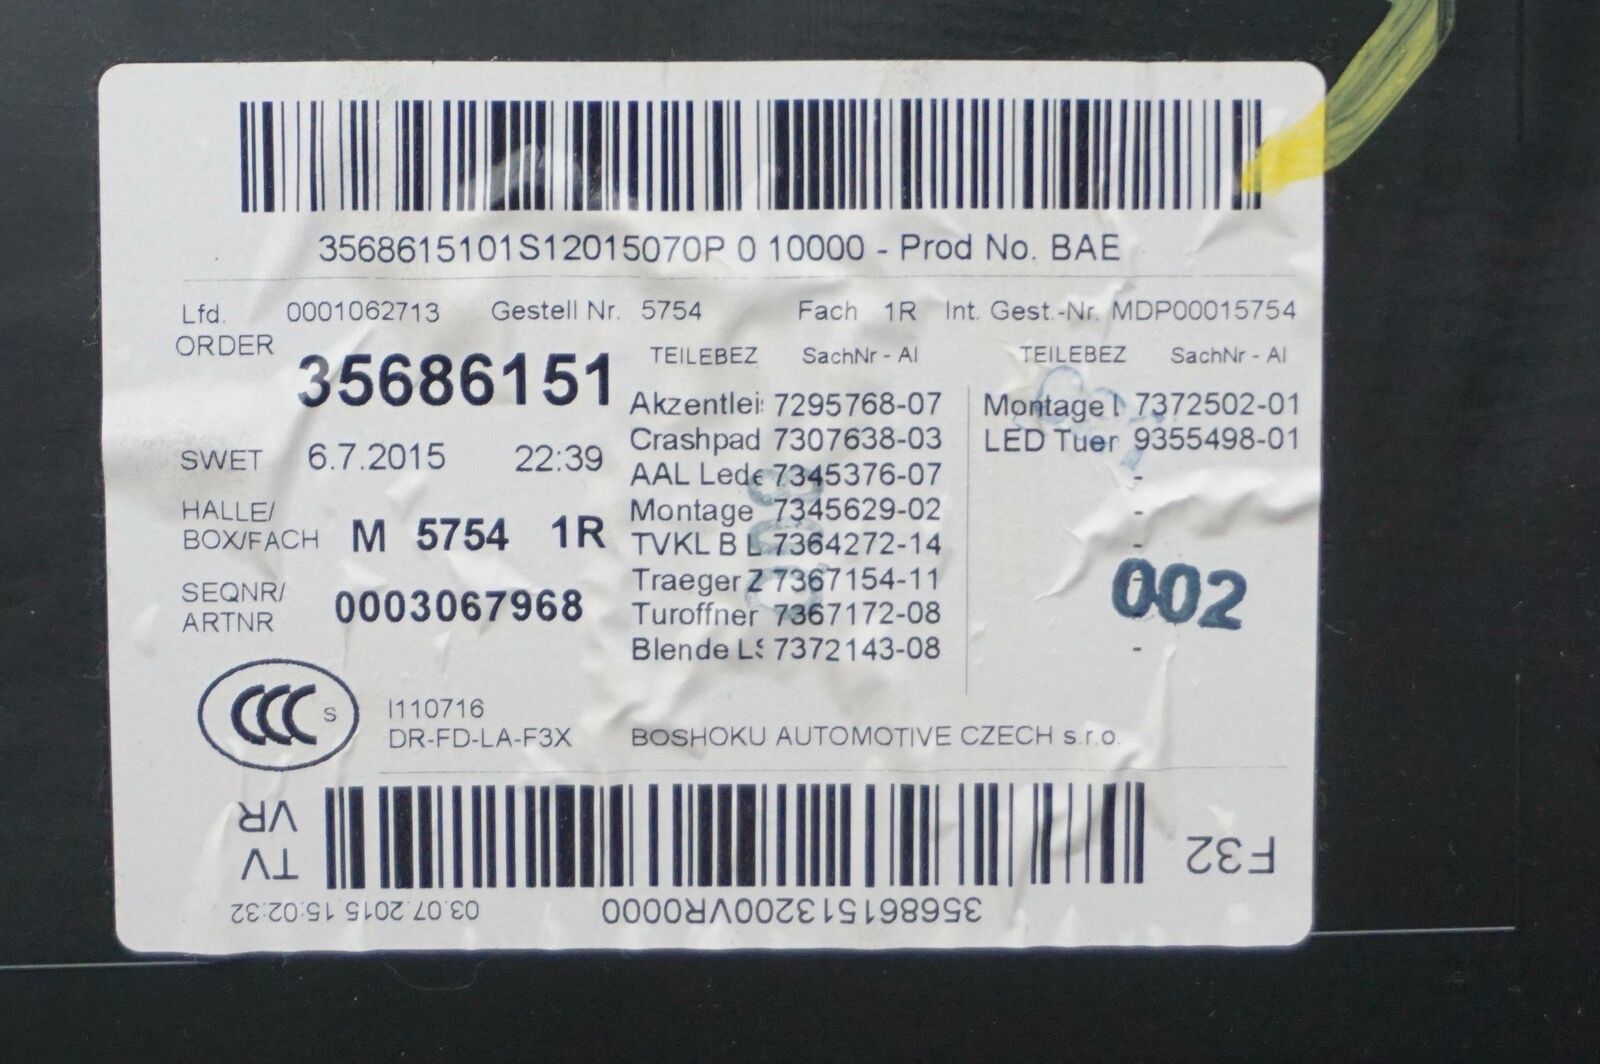 3568615101S12015070P 0 10000 - Prod No. BAE
Lfd. 0001062713 Gestell Nr. 5754 Fach 1R Int. Gest.-Nr. MDP00015754
ORDER 35686151
SWET 6.7.2015 22:39
HALLE/
BOX/FACH M 5754 1R
SEQNR/
ARTNR 0003067968
TEILEBEZ SachNr - AI
Akzentlei 7295768-07
Crashpad 7307638-03
AAL Lede 7345376-07
Montage 7345629-02
TVKL B L 7364272-14
Traeger Z 7367154-11
Turoffner 7367172-08
Blende LS 7372143-08
TEILEBEZ SachNr - AI
Montage I 7372502-01
LED Tuer 9355498-01
-
-
-
-
-
002
CCC S
I110716
DR-FD-LA-F3X
BOSHOKU AUTOMOTIVE CZECH s.r.o.
356861513200VR0000 03.07.2015 15:02:32
F32
TV
VR